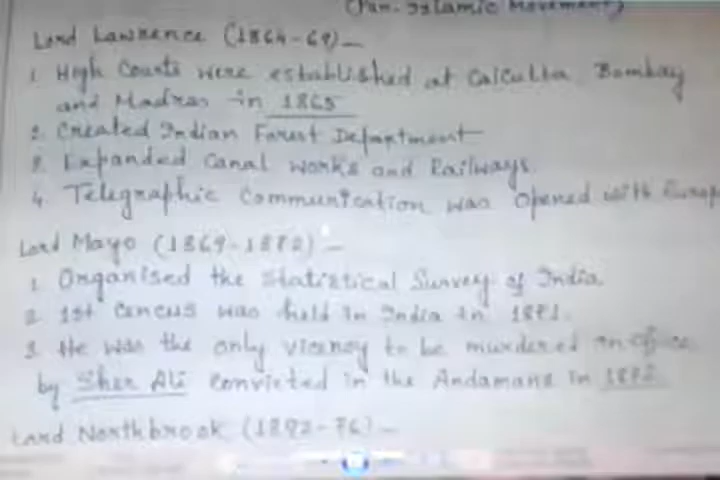 (Pan-Islamic Movement)
Lord Lawrence (1864-69)-
1. High Courts were established at Calcutta, Bombay
and Madras in 1865
2. Created Indian Forest Department
3. Expanded Canal works and Railways.
4. Telegraphic Communication was opened with Europ
Lord Mayo (1869-1872)-
1. Organised the Statistical Survey of India.
2. 1st Cencus was held in India in 1871.
3. He was the only viceroy to be murdered in office
by Sher Ali Convicted in the Andamans in 1872
Lord Northbrook (1872-76)-